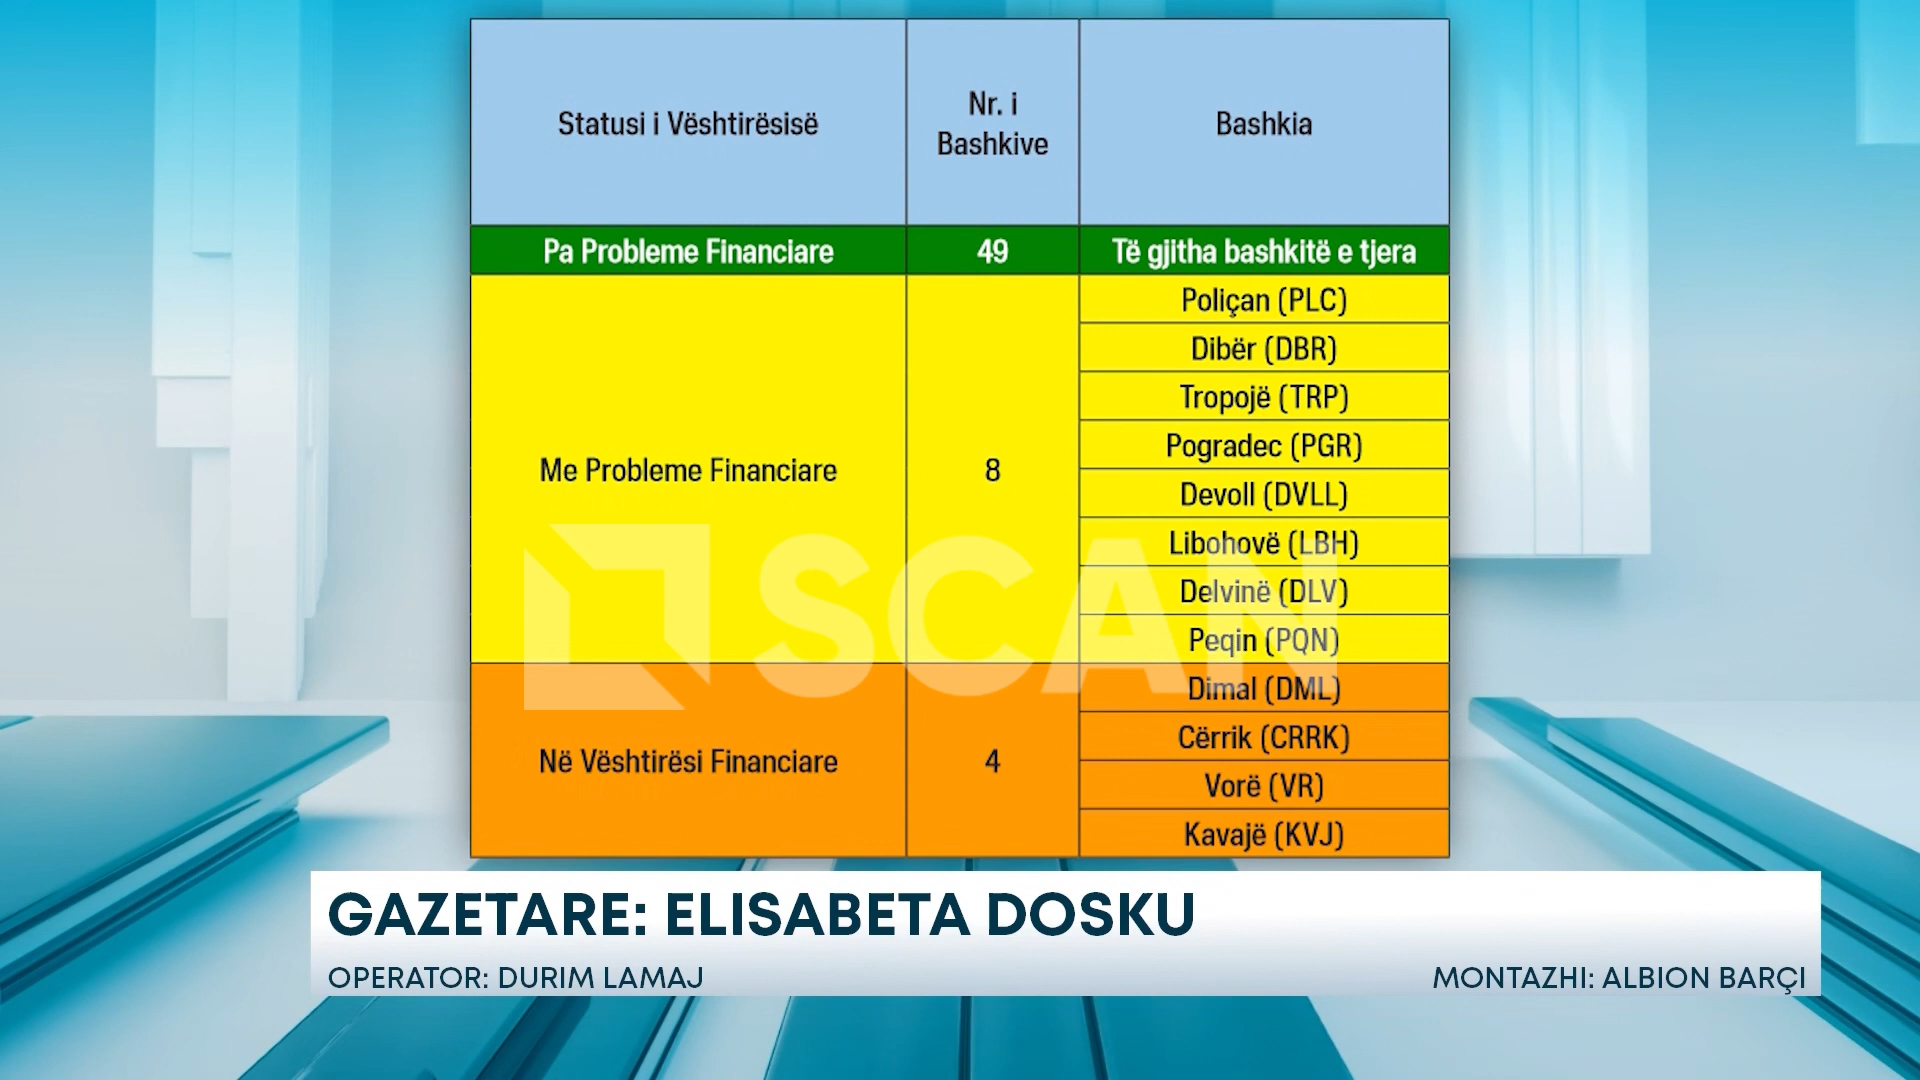 Statusi i Vështirësisë
Nr. i
Bashkive
Bashkia
Pa Probleme Financiare
49
Të gjitha bashkitë e tjera
Me Probleme Financiare
8
Poliçan (PLC)
Dibër (DBR)
Tropojë (TRP)
Pogradec (PGR)
Devoll (DVLL)
Libohovë (LBH)
Delvinë (DLV)
Peqin (PQN)
Në Vështirësi Financiare
4
Dimal (DML)
Cërrik (CRRK)
Vorë (VR)
Kavajë (KVJ)
SCAN
GAZETARE: ELISABETA DOSKU
OPERATOR: DURIM LAMAJ
MONTAZHI: ALBION BARÇI